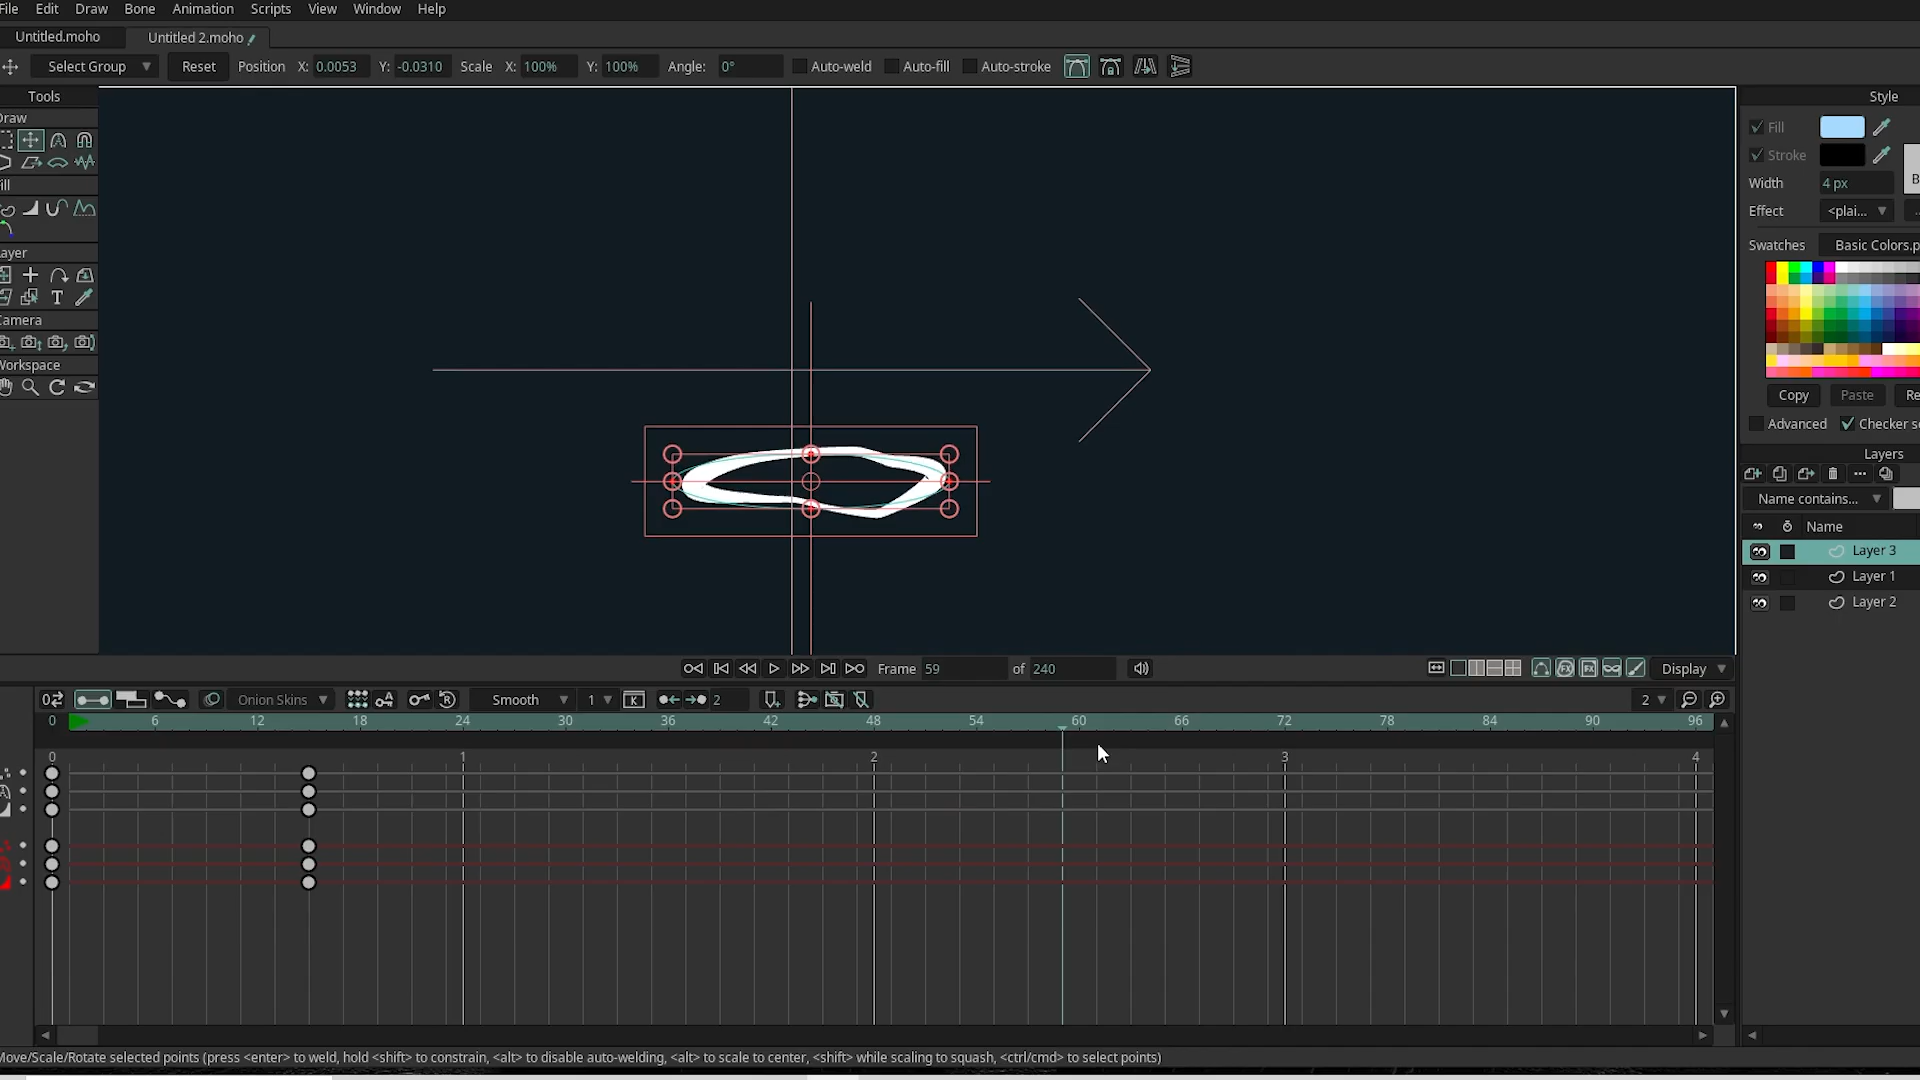 File Edit Draw Bone Animation Scripts View Window Help
Untitled.moho Untitled 2.moho
Select Group Reset Position X: 0.0053 Y: -0.0310 Scale X: 100% Y: 100% Angle: 0° Auto-weld Auto-fill Auto-stroke
Tools
Draw
Fill
Layer
Camera
Workspace
Style
Fill
Stroke
Width 4 px
Effect <plai...
Swatches Basic Colors.p
Copy Paste Re
Advanced Checker se
Layers
Name contains...
Name
Layer 3
Layer 1
Layer 2
Frame 59 of 240 Display
Onion Skins Smooth 1 2 2
0 6 12 18 24 30 36 42 48 54 60 66 72 78 84 90 96
0 1 2 3 4
Move/Scale/Rotate selected points (press <enter> to weld, hold <shift> to constrain, <alt> to disable auto-welding, <alt> to scale to center, <shift> while scaling to squash, <ctrl/cmd> to select points)